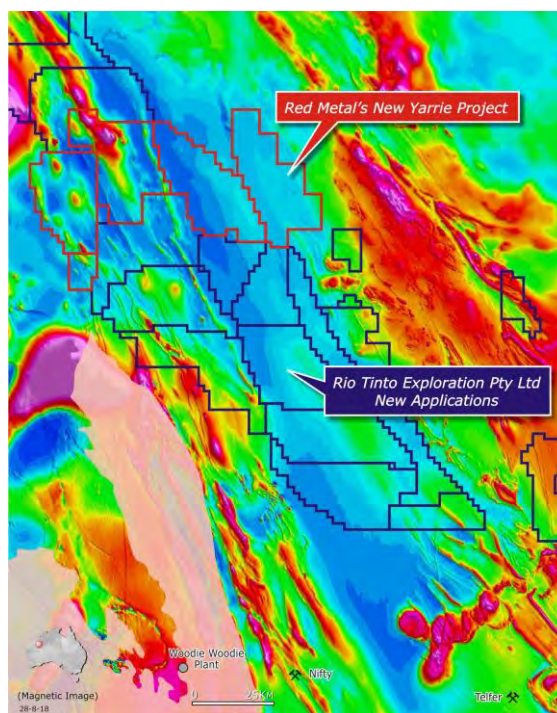 Red Metal's New Yarrie Project
Rio Tinto Exploration Pty Ltd
New Applications
Woodie Woodie
Plant
Nifty
Telfer
0 25KM
(Magnetic Image)
28-8-18